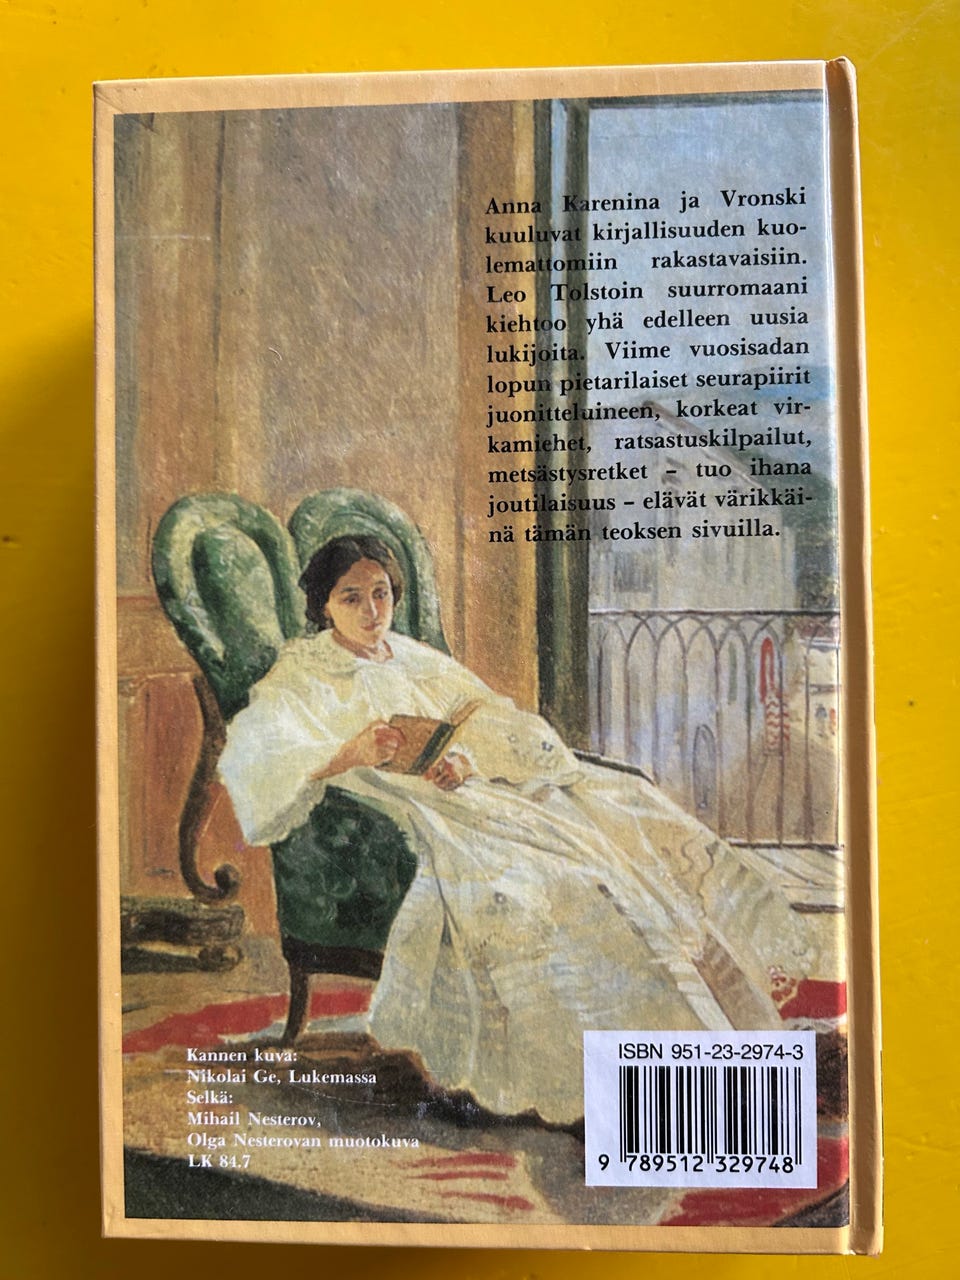 Anna Karenina ja Vronski
kuuluvat kirjallisuuden kuo-
lemattomiin rakastavaisiin.
Leo Tolstoin suurromaani
kiehtoo yhä edelleen uusia
lukijoita. Viime vuosisadan
lopun pietarilaiset seurapiirit
juonitteluineen, korkeat vir-
kamiehet, ratsastuskilpailut,
metsästysretket – tuo ihana
joutilaisuus – elävät värikkäi-
nä tämän teoksen sivuilla.
Kannen kuva:
Nikolai Ge, Lukemassa
Selkä:
Mihail Nesterov,
Olga Nesterovan muotokuva
LK 84.7
ISBN 951-23-2974-3
9 789512 329748